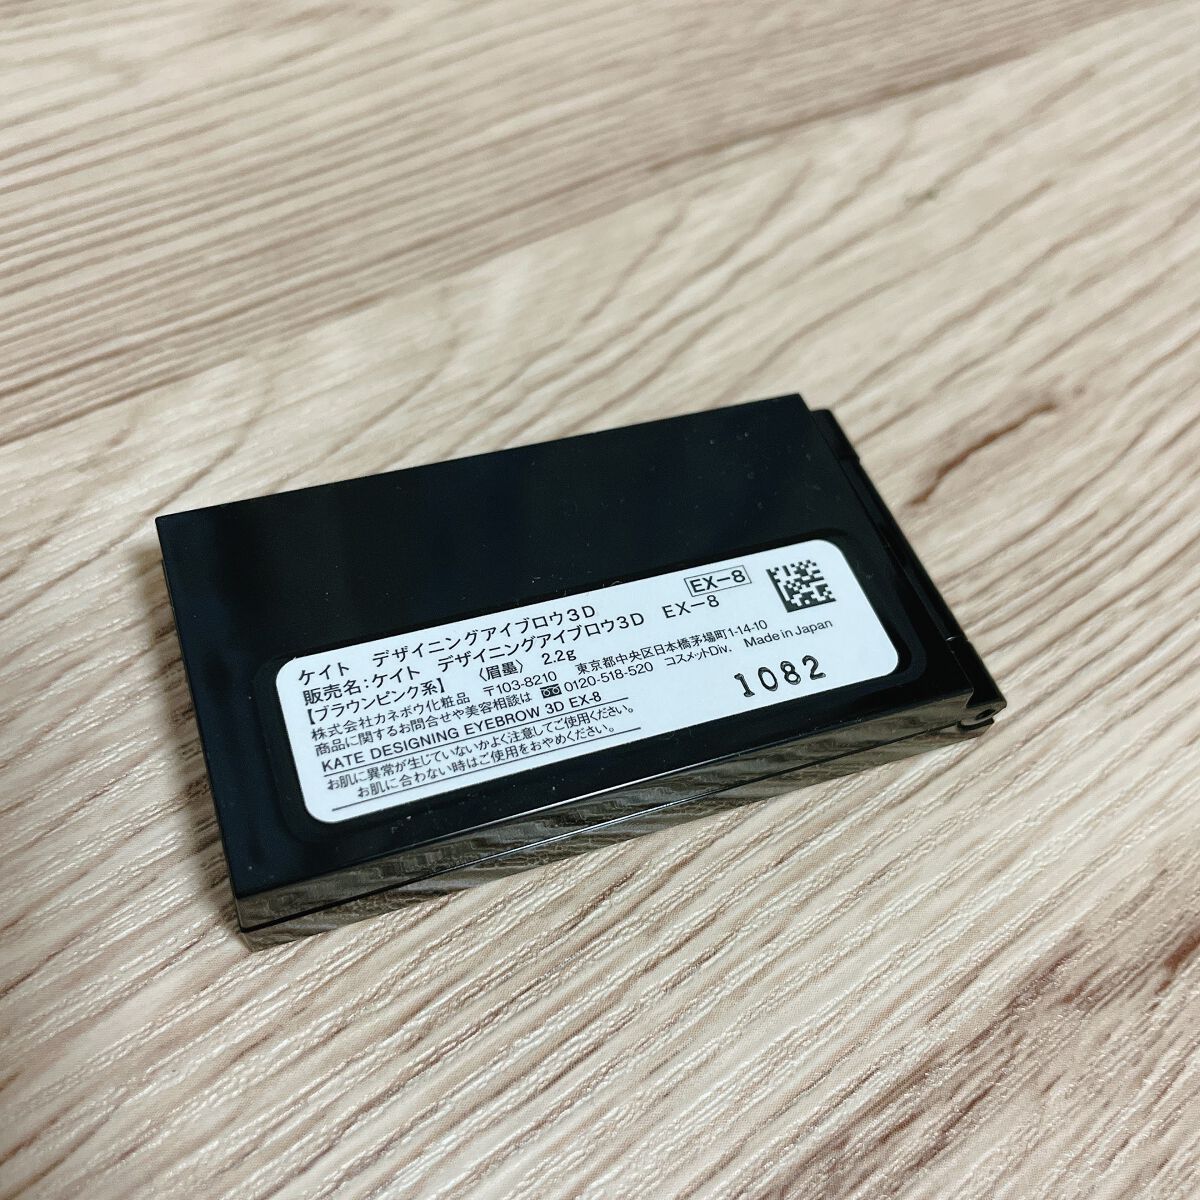 ケイト デザイニングアイブロウ3D EX-8
販売名:ケイト デザイニングアイブロウ3D EX-8
【ブラウンピンク系】 〈眉墨〉 2.2g
株式会社カネボウ化粧品 〒103-8210 東京都中央区日本橋茅場町1-14-10
商品に関するお問合せや美容相談は ☎0120-518-520 コスメットDiv. Made in Japan
KATE DESIGNING EYEBROW 3D EX-8
お肌に異常が生じていないかよく注意してご使用ください。
お肌に合わない時はご使用をおやめください。
1082